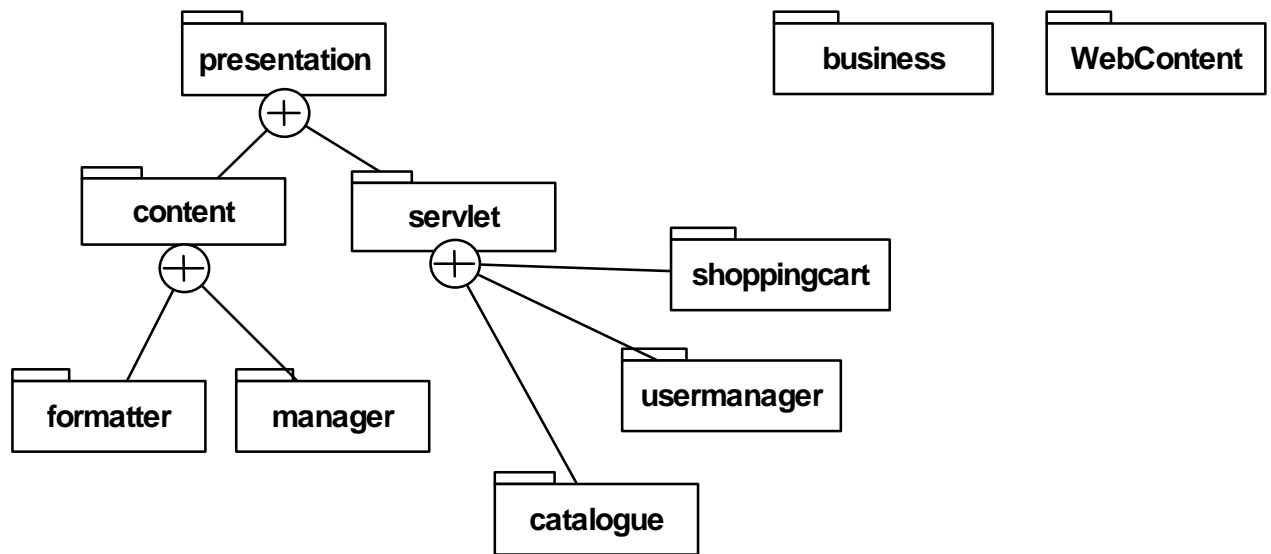 presentation
business
WebContent
content
servlet
shoppingcart
usermanager
formatter
manager
catalogue